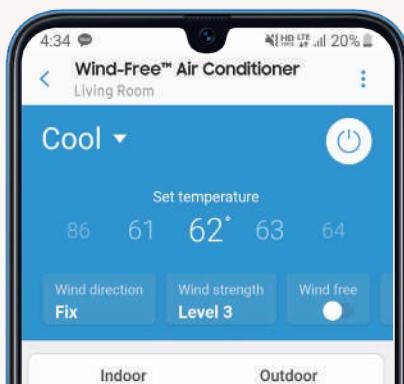 4:34 20%
Wind-Free™ Air Conditioner
Living Room
Cool
Set temperature
86 61 62° 63 64
Wind direction Wind strength Wind free
Fix Level 3
Indoor Outdoor